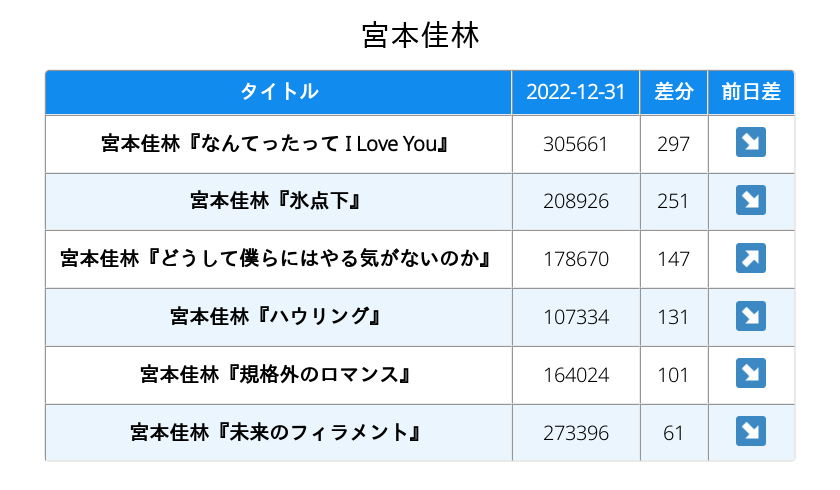 宮本佳林
タイトル 2022-12-31 差分 前日差
宮本佳林『なんてったって I Love You』 305661 297 ↘
宮本佳林『氷点下』 208926 251 ↘
宮本佳林『どうして僕らにはやる気がないのか』 178670 147 ↗
宮本佳林『ハウリング』 107334 131 ↘
宮本佳林『規格外のロマンス』 164024 101 ↘
宮本佳林『未来のフィラメント』 273396 61 ↘